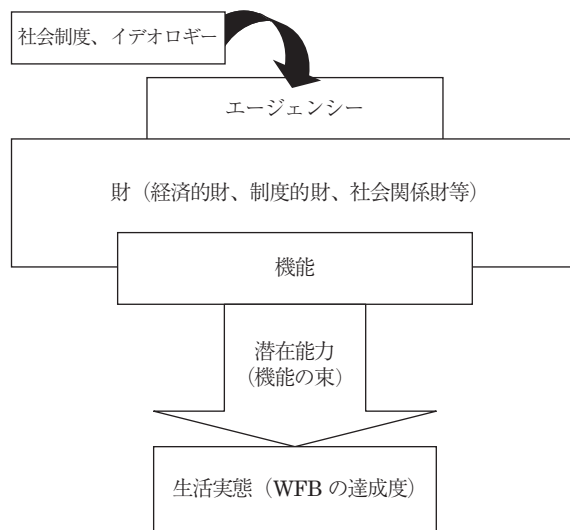 社会制度、イデオロギー
エージェンシー
財（経済的財、制度的財、社会関係財等）
機能
潜在能力
（機能の束）
生活実態（WFB の達成度）